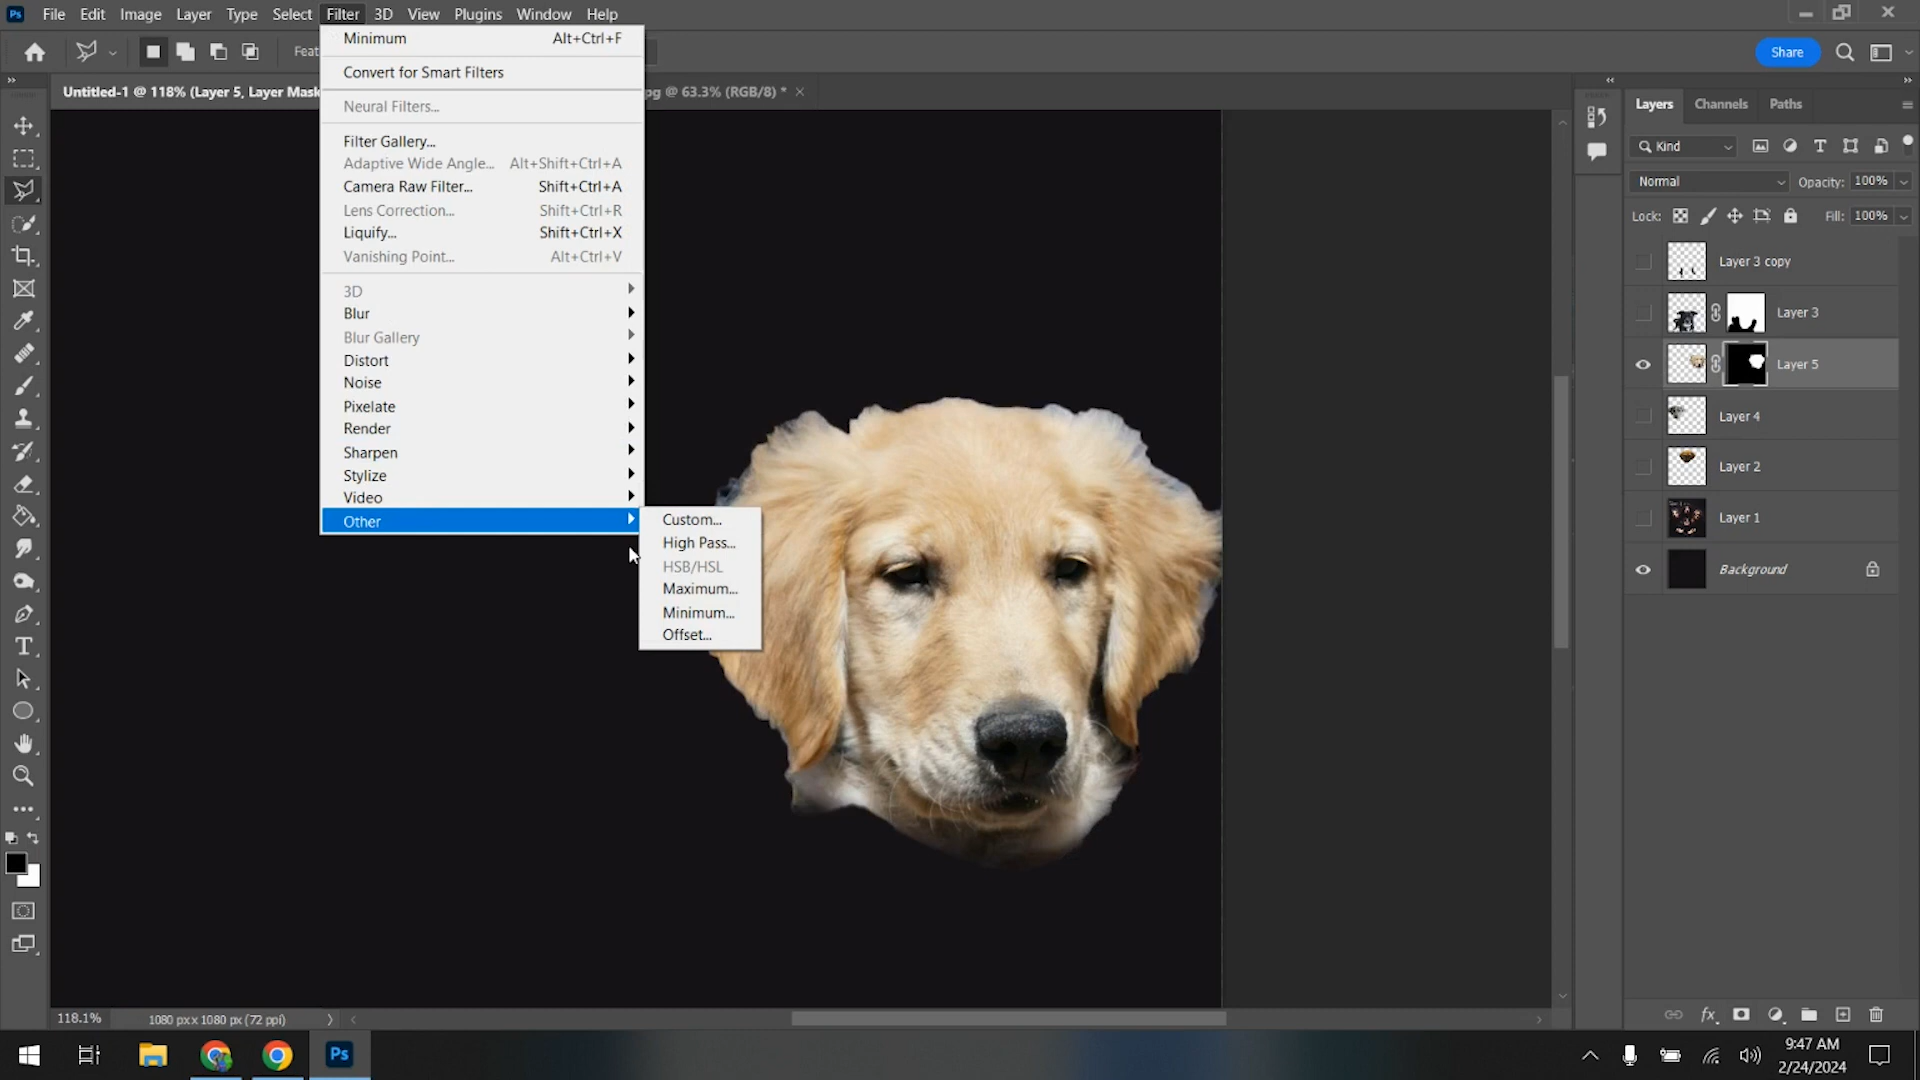 Ps File Edit Image Layer Type Select Filter 3D View Plugins Window Help
Feat
Share
Untitled-1 @ 118% (Layer 5, Layer Mask
pg @ 63.3% (RGB/8) *
Minimum Alt+Ctrl+F
Convert for Smart Filters
Neural Filters...
Filter Gallery...
Adaptive Wide Angle... Alt+Shift+Ctrl+A
Camera Raw Filter... Shift+Ctrl+A
Lens Correction... Shift+Ctrl+R
Liquify... Shift+Ctrl+X
Vanishing Point... Alt+Ctrl+V
3D
Blur
Blur Gallery
Distort
Noise
Pixelate
Render
Sharpen
Stylize
Video
Other
Custom...
High Pass...
HSB/HSL
Maximum...
Minimum...
Offset...
Layers Channels Paths
Kind
Normal Opacity: 100%
Lock: Fill: 100%
Layer 3 copy
Layer 3
Layer 5
Layer 4
Layer 2
Layer 1
Background
118.1% 1080 px x 1080 px (72 ppi)
fx
Ps
9:47 AM
2/24/2024